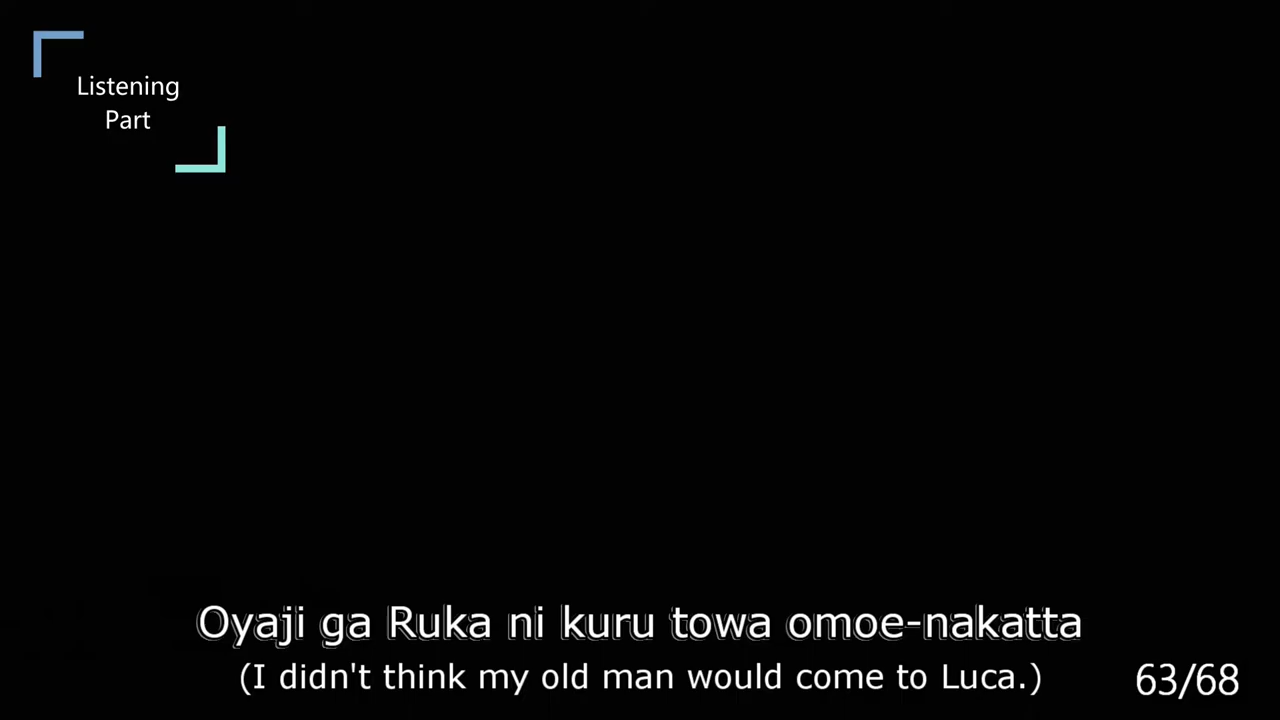 Listening
Part
Oyaji ga Ruka ni kuru towa omoe-nakatta
(I didn't think my old man would come to Luca.)
63/68